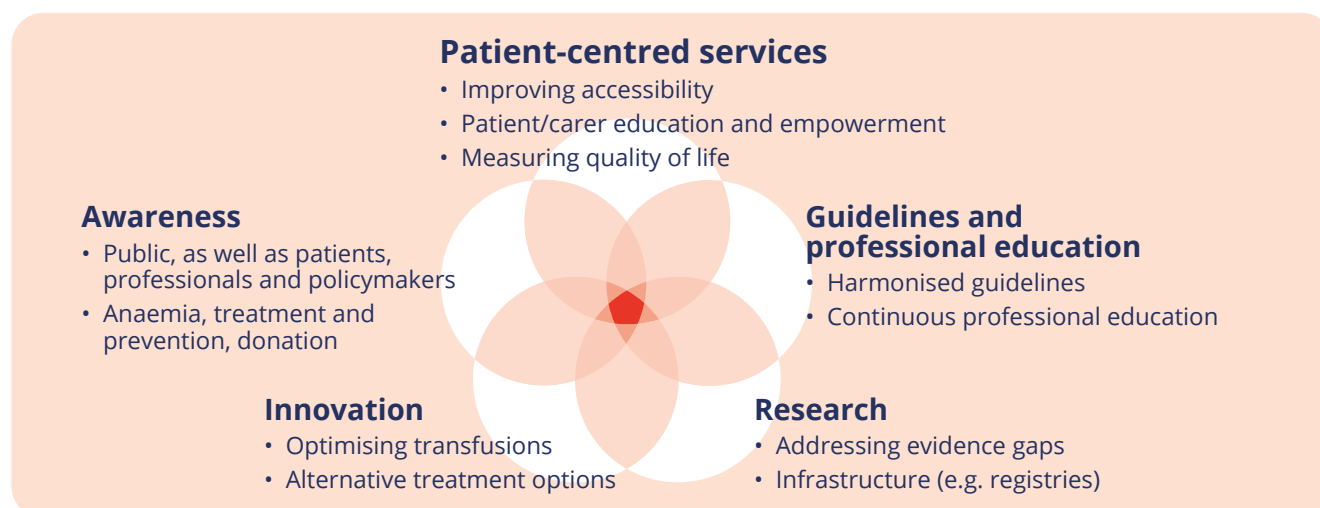 Patient-centred services
• Improving accessibility
• Patient/carer education and empowerment
• Measuring quality of life
Awareness
• Public, as well as patients,
professionals and policymakers
• Anaemia, treatment and
prevention, donation
Guidelines and
professional education
• Harmonised guidelines
• Continuous professional education
Innovation
• Optimising transfusions
• Alternative treatment options
Research
• Addressing evidence gaps
• Infrastructure (e.g. registries)